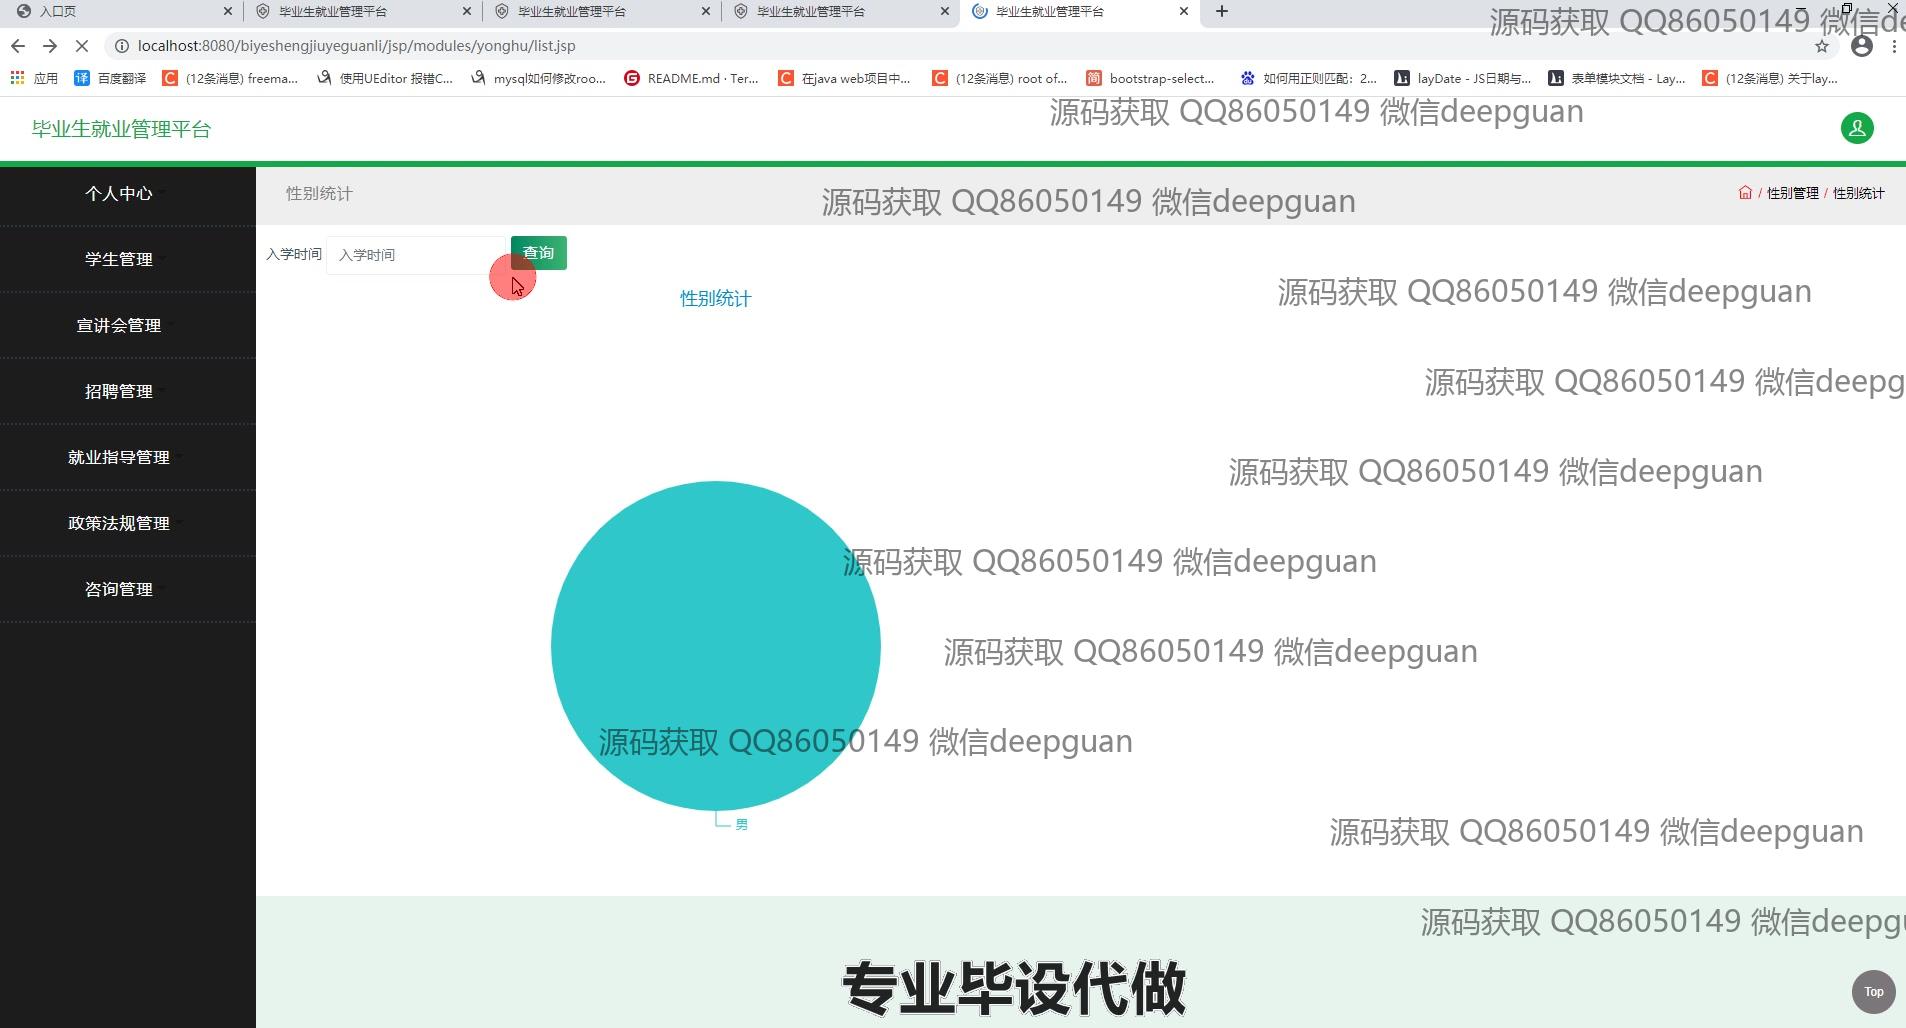 入口页
毕业生就业管理平台
毕业生就业管理平台
毕业生就业管理平台
毕业生就业管理平台
源码获取 QQ86050149 微信de
localhost:8080/biyeshengjiuyeguanli/jsp/modules/yonghu/list.jsp
应用
百度翻译
(12条消息) freema...
使用UEditor 报错C...
mysql如何修改roo...
README.md · Ter...
在java web项目中...
(12条消息) root of...
bootstrap-select...
如何用正则匹配：2...
layDate - JS日期与...
表单模块文档 - Lay...
(12条消息) 关于lay...
源码获取 QQ86050149 微信deepguan
毕业生就业管理平台
个人中心
学生管理
宣讲会管理
招聘管理
就业指导管理
政策法规管理
咨询管理
性别统计
源码获取 QQ86050149 微信deepguan
/ 性别管理 / 性别统计
入学时间
入学时间
查询
性别统计
源码获取 QQ86050149 微信deepguan
源码获取 QQ86050149 微信deepg
源码获取 QQ86050149 微信deepguan
源码获取 QQ86050149 微信deepguan
源码获取 QQ86050149 微信deepguan
源码获取 QQ86050149 微信deepguan
男
源码获取 QQ86050149 微信deepguan
源码获取 QQ86050149 微信deepg
专业毕设代做
Top